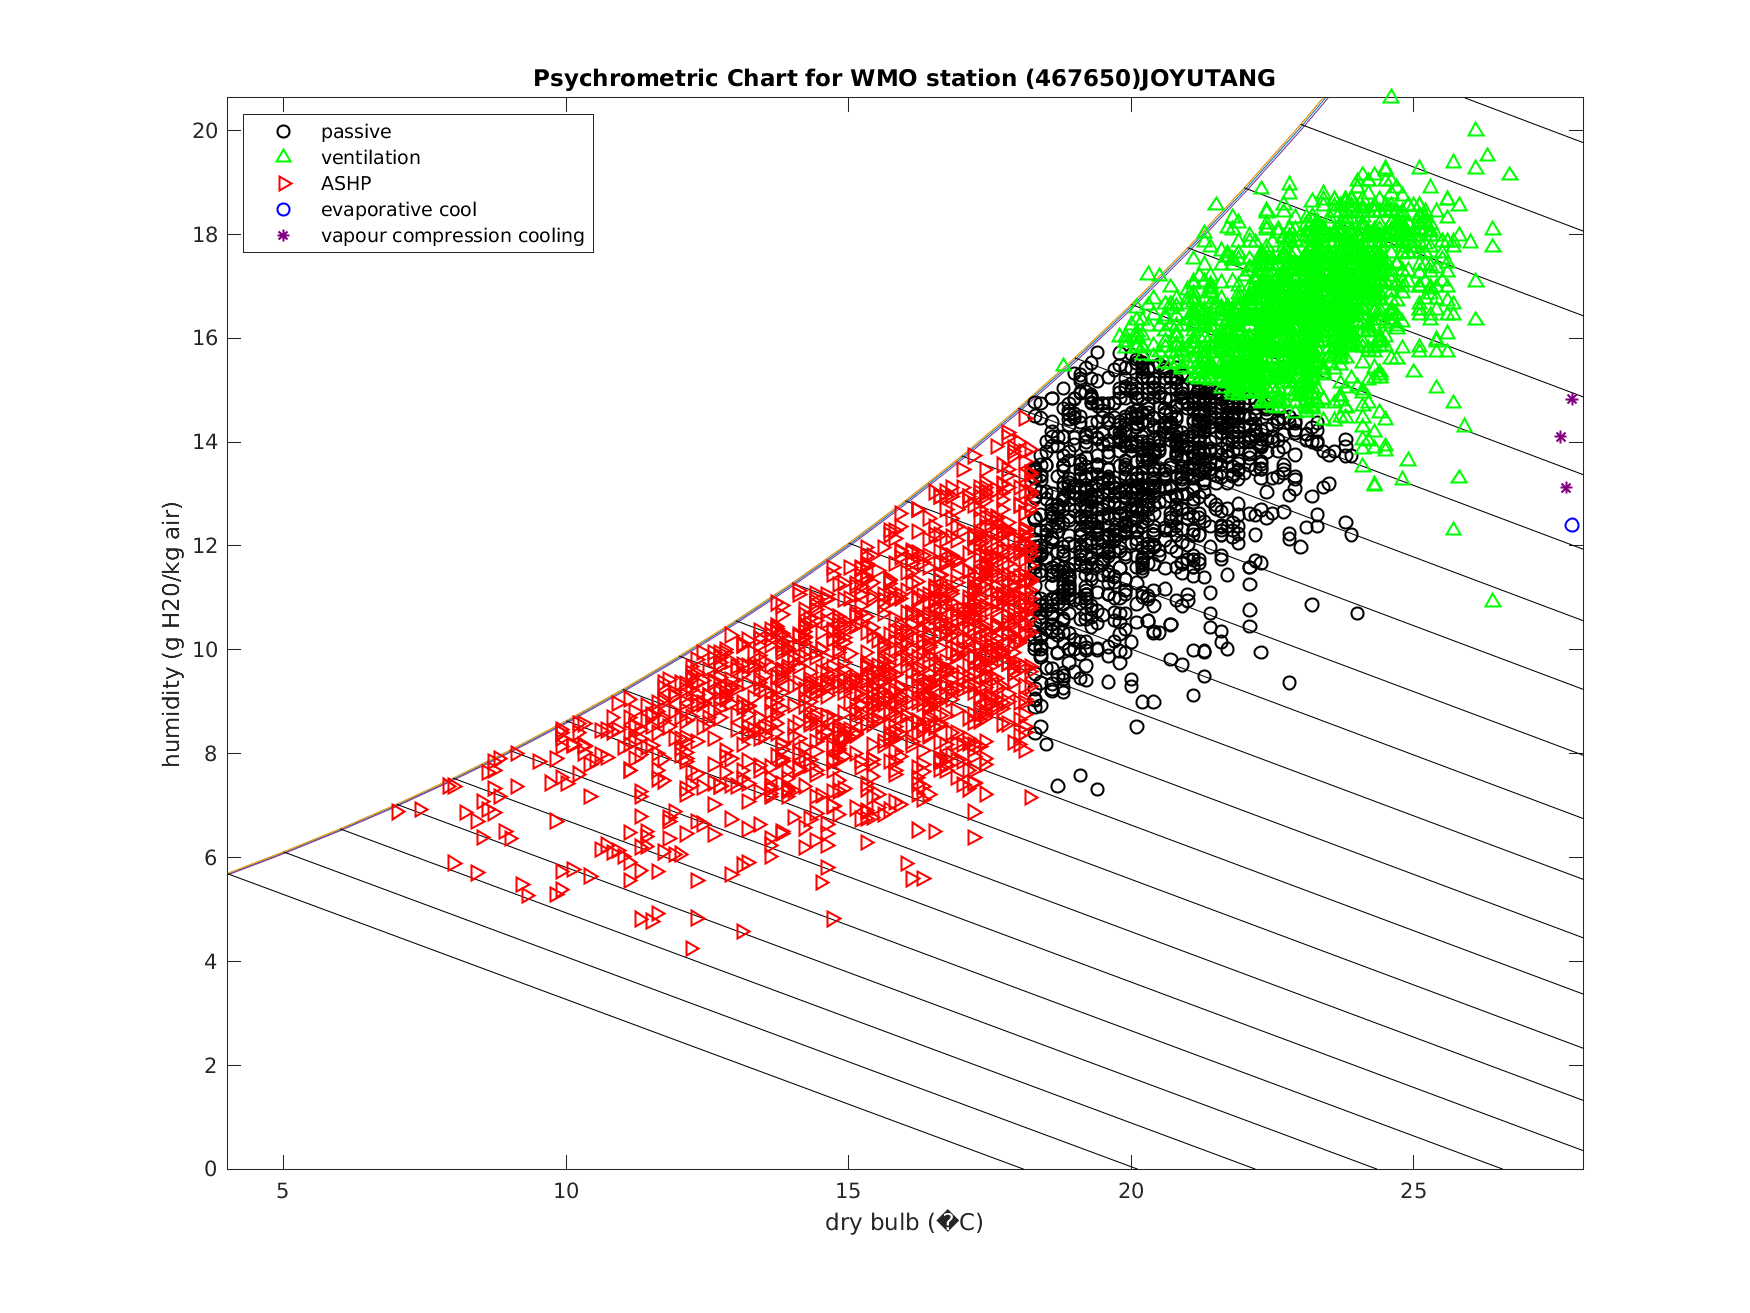 Psychrometric Chart for WMO station (467650)JOYUTANG
passive
ventilation
ASHP
evaporative cool
vapour compression cooling
humidity (g H20/kg air)
20
18
16
14
12
10
8
6
4
2
0
5
10
15
20
25
dry bulb (�C)